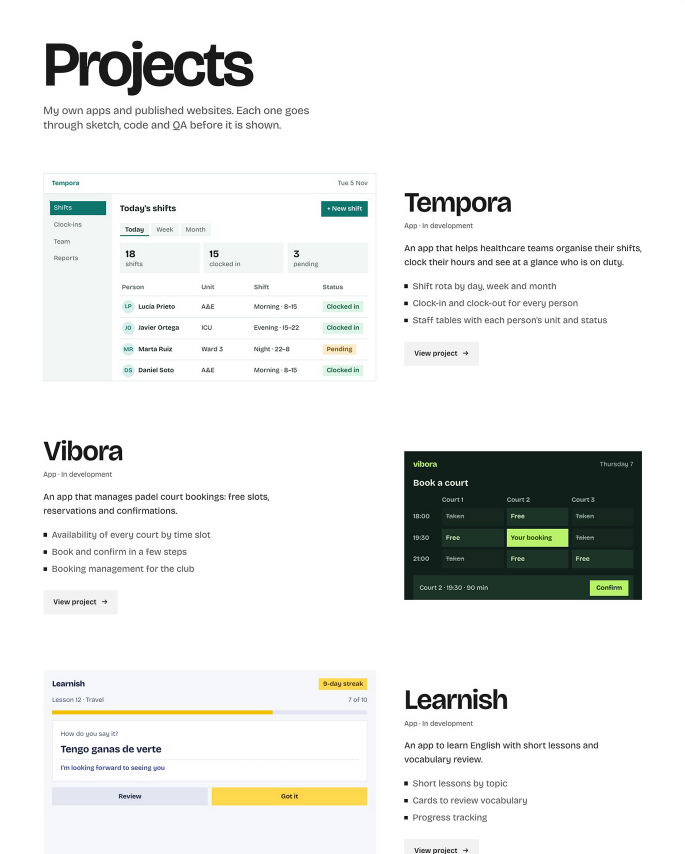 Projects
My own apps and published websites. Each one goes
through sketch, code and QA before it is shown.
Tempora
Tue 5 Nov
Shifts
Clock-ins
Team
Reports
Today's shifts
+ New shift
Today Week Month
18
shifts
15
clocked in
3
pending
Person Unit Shift Status
LP Lucía Prieto A&E Morning · 8–15 Clocked in
JO Javier Ortega ICU Evening · 15–22 Clocked in
MR Marta Ruiz Ward 3 Night · 22–8 Pending
DS Daniel Soto A&E Morning · 8–15 Clocked in
Tempora
App · In development
An app that helps healthcare teams organise their shifts,
clock their hours and see at a glance who is on duty.
Shift rota by day, week and month
Clock-in and clock-out for every person
Staff tables with each person's unit and status
View project →
Vibora
App · In development
An app that manages padel court bookings: free slots,
reservations and confirmations.
Availability of every court by time slot
Book and confirm in a few steps
Booking management for the club
View project →
vibora
Thursday 7
Book a court
Court 1 Court 2 Court 3
18:00 Taken Free Taken
19:30 Free Your booking Taken
21:00 Taken Free Free
Court 2 · 19:30 · 90 min
Confirm
Learnish
9-day streak
Lesson 12 · Travel
7 of 10
How do you say it?
Tengo ganas de verte
I'm looking forward to seeing you
Review
Got it
Learnish
App · In development
An app to learn English with short lessons and
vocabulary review.
Short lessons by topic
Cards to review vocabulary
Progress tracking
View project →